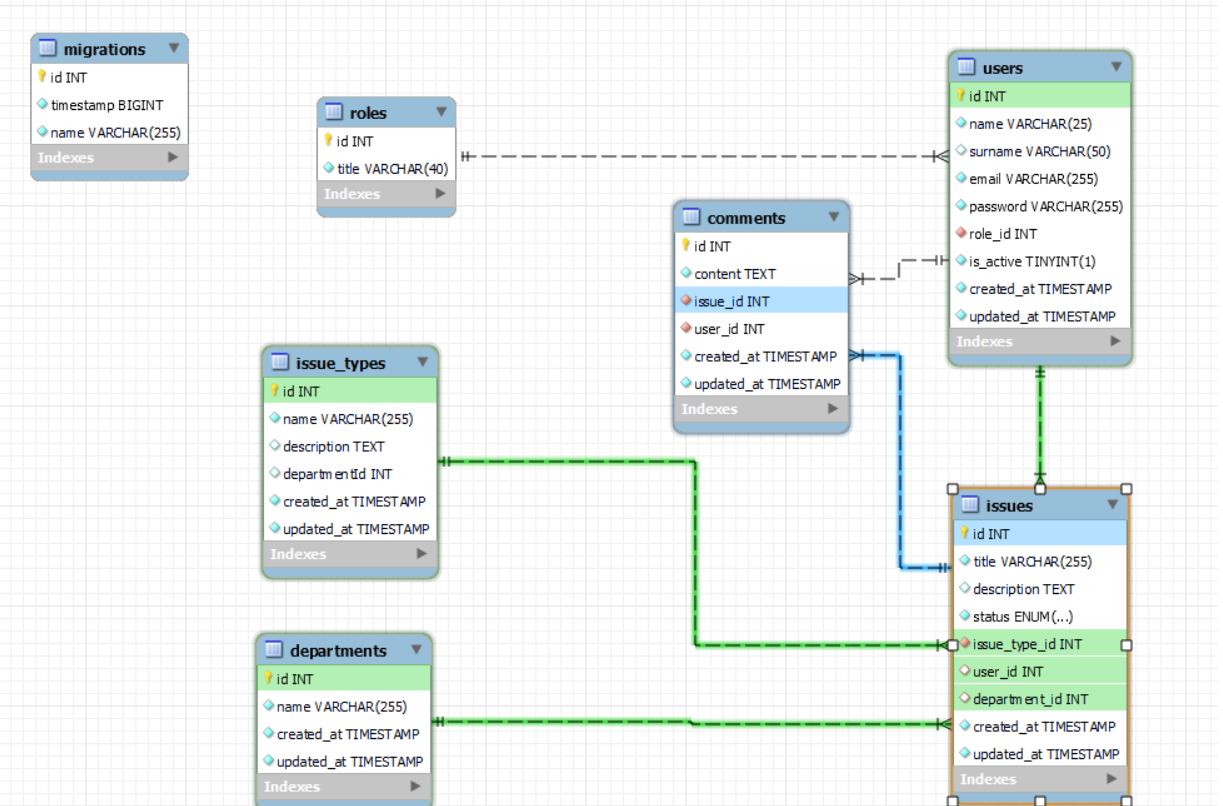 migrations
id INT
timestamp BIGINT
name VARCHAR(255)
Indexes
roles
id INT
title VARCHAR(40)
Indexes
users
id INT
name VARCHAR(25)
surname VARCHAR(50)
email VARCHAR(255)
password VARCHAR(255)
role_id INT
is_active TINYINT(1)
created_at TIMESTAMP
updated_at TIMESTAMP
Indexes
comments
id INT
content TEXT
issue_id INT
user_id INT
created_at TIMESTAMP
updated_at TIMESTAMP
Indexes
issue_types
id INT
name VARCHAR(255)
description TEXT
departmentId INT
created_at TIMESTAMP
updated_at TIMESTAMP
Indexes
issues
id INT
title VARCHAR(255)
description TEXT
status ENUM(...)
issue_type_id INT
user_id INT
department_id INT
created_at TIMESTAMP
updated_at TIMESTAMP
Indexes
departments
id INT
name VARCHAR(255)
created_at TIMESTAMP
updated_at TIMESTAMP
Indexes